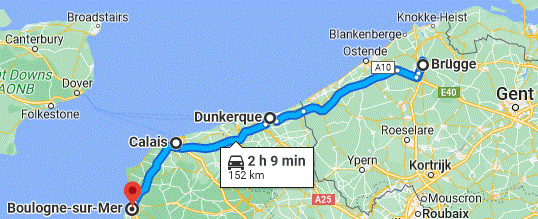 Broadstairs
Knokke-Heist
Canterbury
Blankenberge
Ostende
A10
Brügge
ent Downs
AONB
Dover
E40
Gent
Folkestone
Dunkerque
Roeselare
Calais
Ypern
Kortrijk
2 h 9 min
152 km
Boulogne-sur-Mer
A25
Mouscron
Roubaix